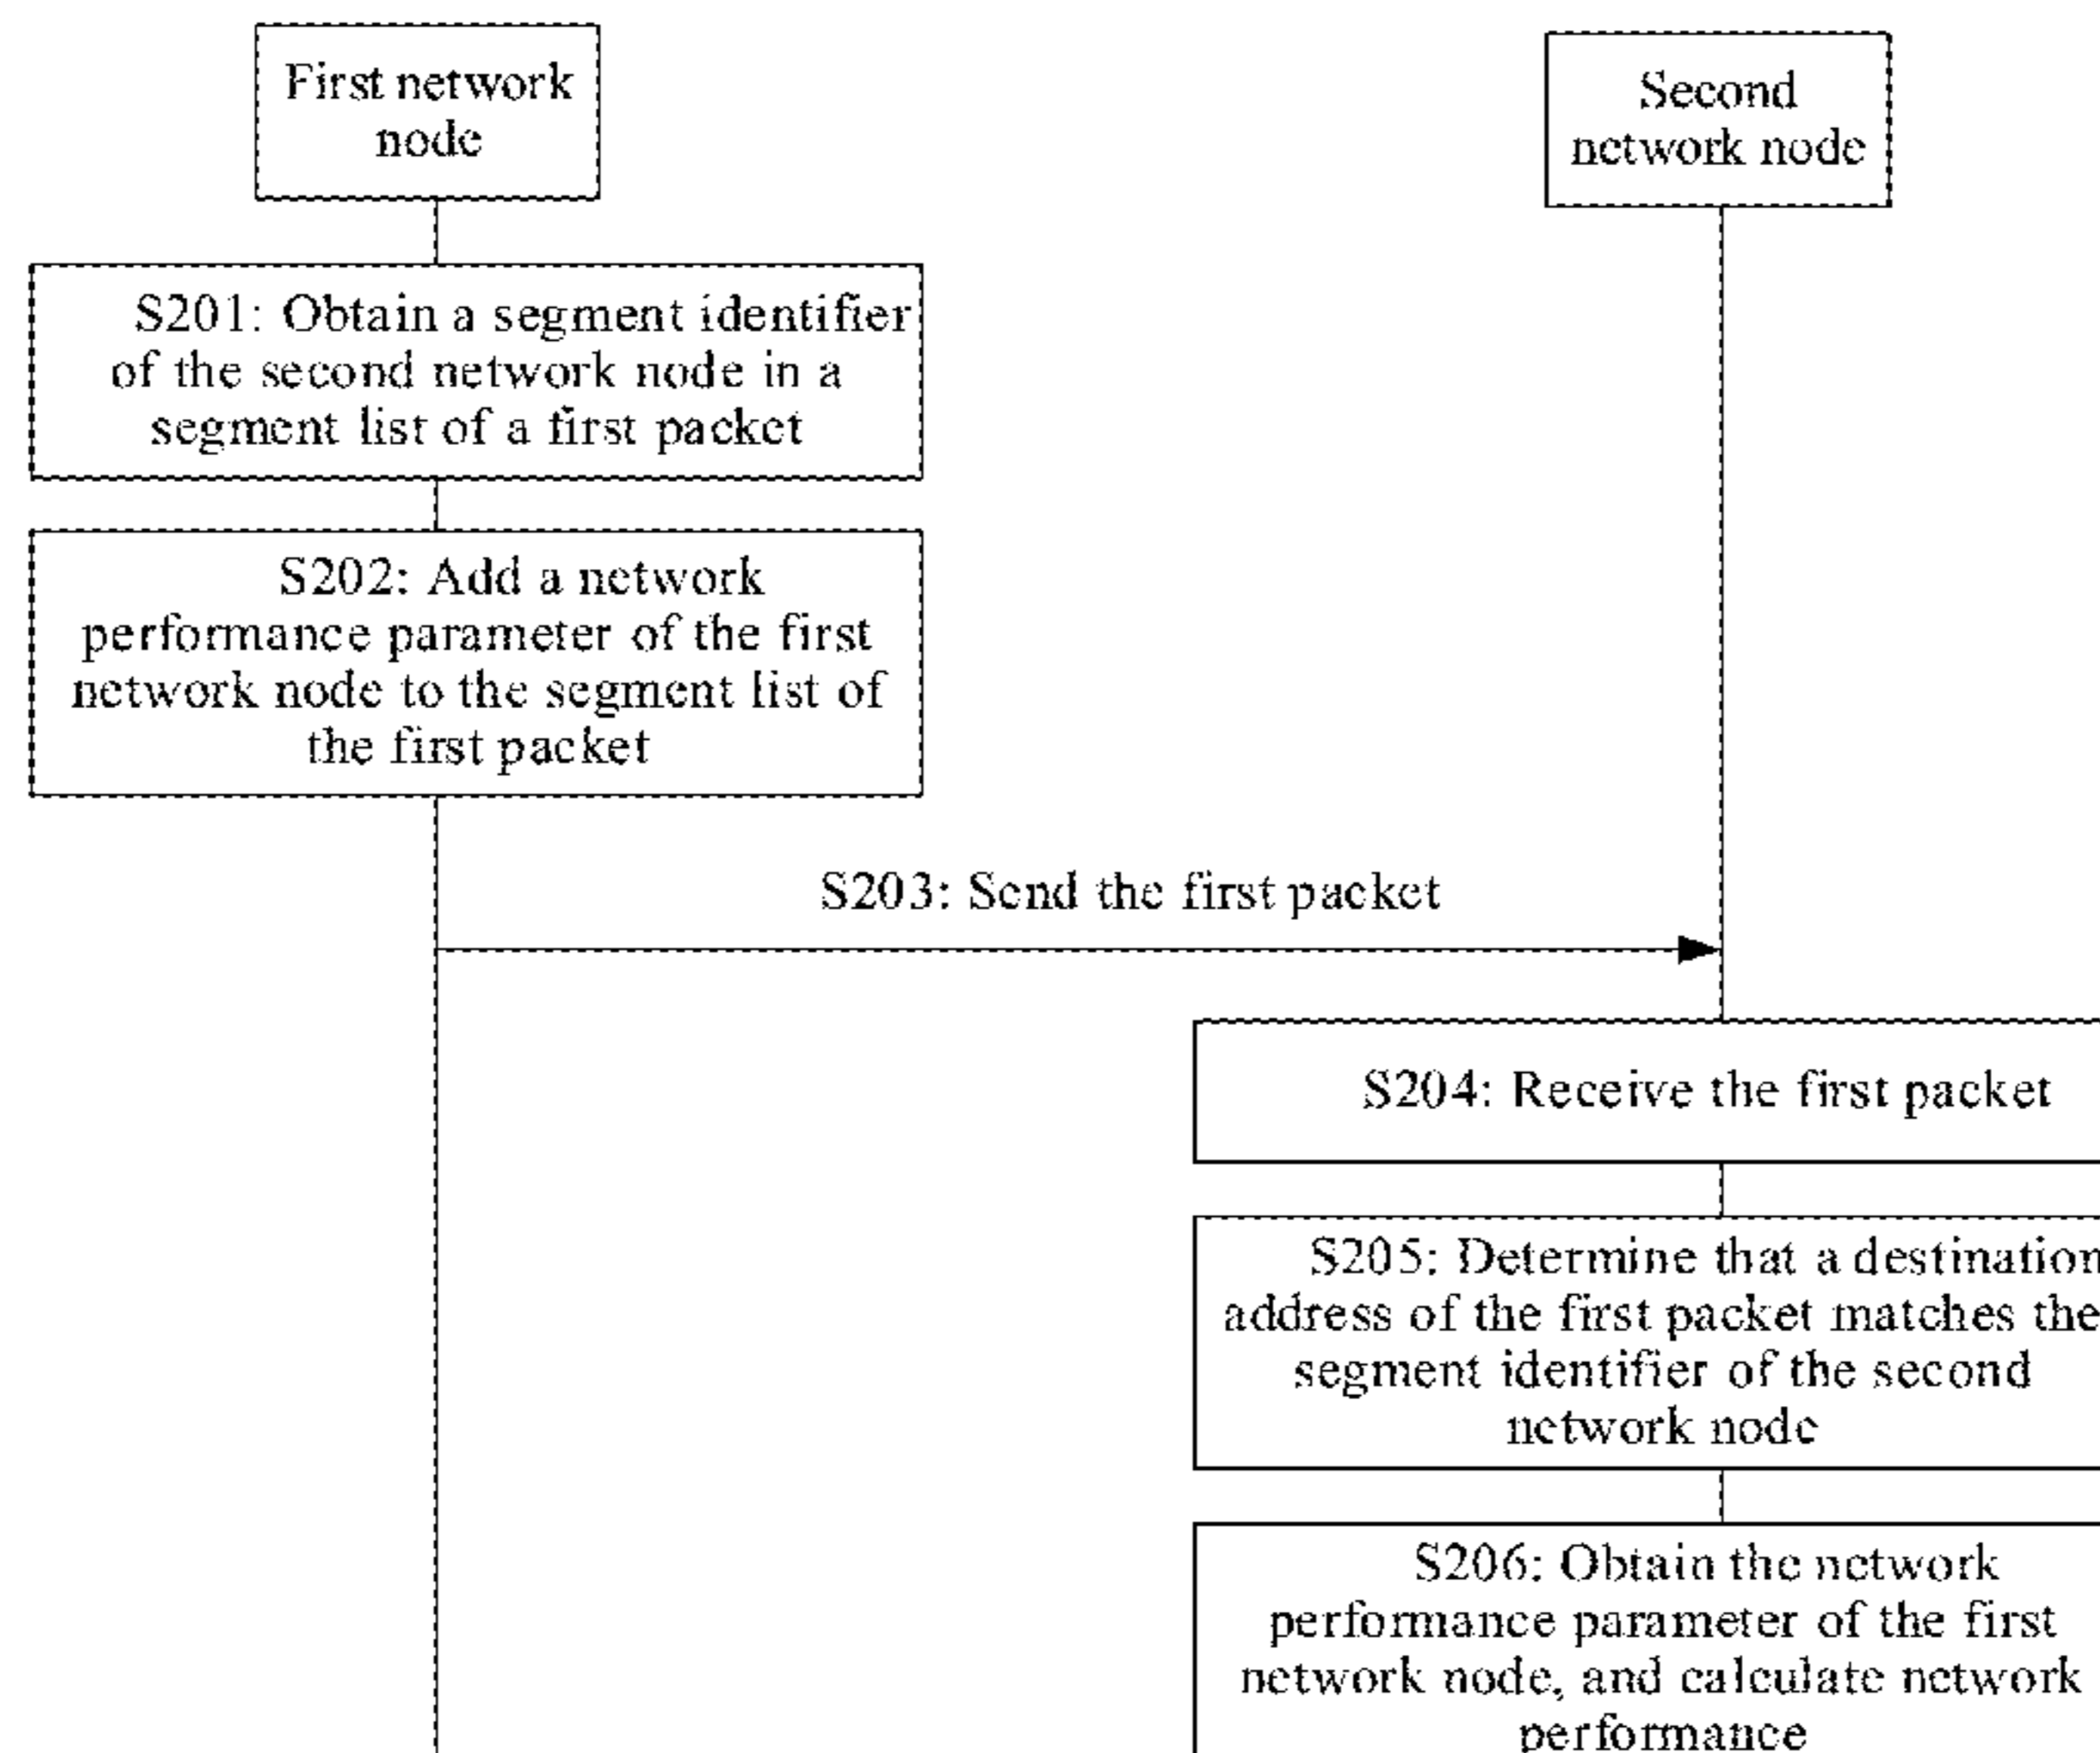 First network
node
Second
network node
S201: Obtain a segment identifier
of the second network node in a
segment list of a first packet
S202: Add a network
performance parameter of the first
network node to the segment list of
the first packet
S203: Send the first packet
S204: Receive the first packet
S205: Determine that a destination
address of the first packet matches the
segment identifier of the second
network node
S206: Obtain the network
performance parameter of the first
network node, and calculate network
performance